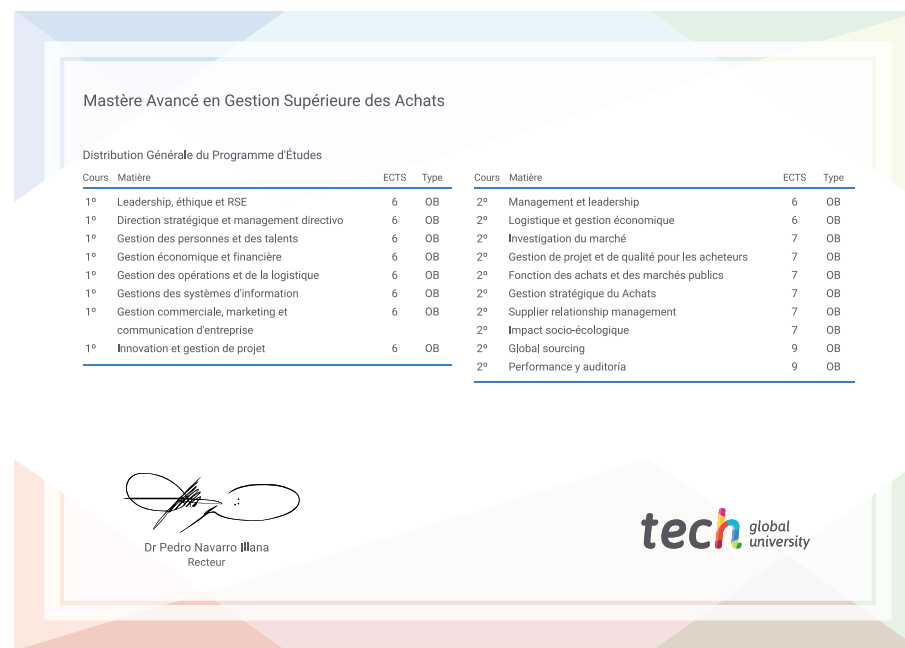 Mastère Avancé en Gestion Supérieure des Achats
Distribution Générale du Programme d'Études
Cours Matière ECTS Type
1º Leadership, éthique et RSE 6 OB
1º Direction stratégique et management directivo 6 OB
1º Gestion des personnes et des talents 6 OB
1º Gestion économique et financière 6 OB
1º Gestion des opérations et de la logistique 6 OB
1º Gestions des systèmes d'information 6 OB
1º Gestion commerciale, marketing et 6 OB
communication d'entreprise
1º Innovation et gestion de projet 6 OB
Cours Matière ECTS Type
2º Management et leadership 6 OB
2º Logistique et gestion économique 6 OB
2º Investigation du marché 7 OB
2º Gestion de projet et de qualité pour les acheteurs 7 OB
2º Fonction des achats et des marchés publics 7 OB
2º Gestion stratégique du Achats 7 OB
2º Supplier relationship management 7 OB
2º Impact socio-écologique 7 OB
2º Global sourcing 9 OB
2º Performance y auditoría 9 OB
Dr Pedro Navarro Illana
Recteur
tech global
university